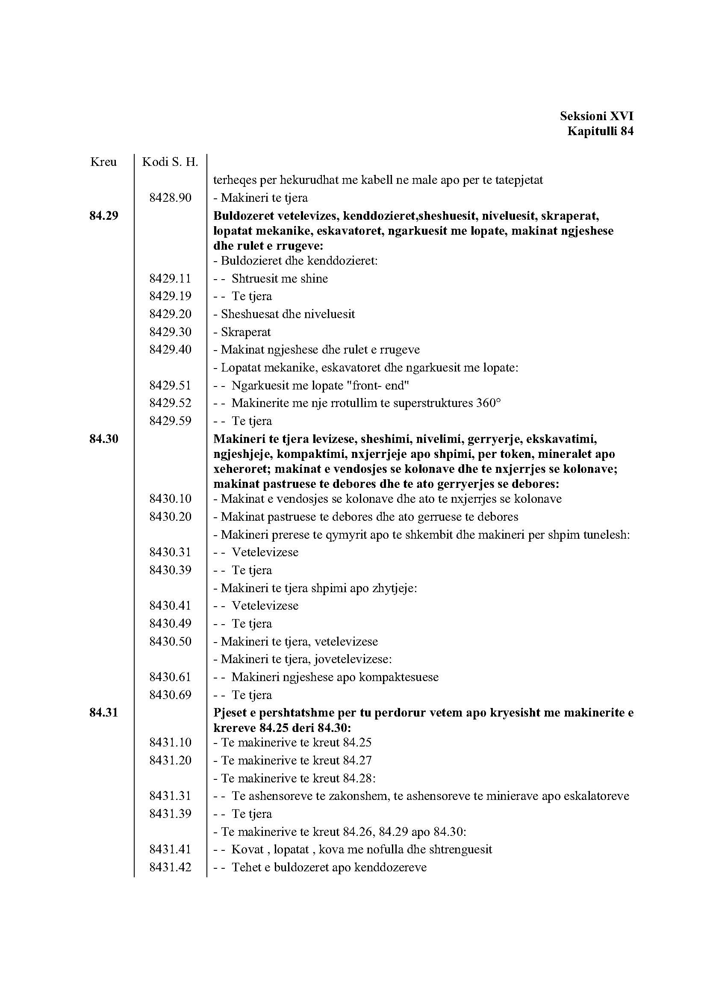 Seksioni XVI
Kapitulli 84
Kreu Kodi S. H.
terheqes per hekurudhat me kabell ne male apo per te tatepjetat
8428.90 - Makineri te tjera
84.29 Buldozeret vetelevizes, kenddozieret,sheshuesit, niveluesit, skraperat,
lopatat mekanike, eskavatoret, ngarkuesit me lopate, makinat ngjeshese
dhe rulet e rrugeve:
- Buldozieret dhe kenddozieret:
8429.11 - - Shtruesit me shine
8429.19 - - Te tjera
8429.20 - Sheshuesat dhe niveluesit
8429.30 - Skraperat
8429.40 - Makinat ngjeshese dhe rulet e rrugeve
- Lopatat mekanike, eskavatoret dhe ngarkuesit me lopate:
8429.51 - - Ngarkuesit me lopate "front- end"
8429.52 - - Makinerite me nje rrotullim te superstruktures 360°
8429.59 - - Te tjera
84.30 Makineri te tjera levizese, sheshimi, nivelimi, gerryerje, ekskavatimi,
ngjeshjeje, kompaktimi, nxjerrjeje apo shpimi, per token, mineralet apo
xeheroret; makinat e vendosjes se kolonave dhe te nxjerrjes se kolonave;
makinat pastruese te debores dhe te ato gerryerjes se debores:
8430.10 - Makinat e vendosjes se kolonave dhe ato te nxjerrjes se kolonave
8430.20 - Makinat pastruese te debores dhe ato gerruese te debores
- Makineri prerese te qymyrit apo te shkembit dhe makineri per shpim tunelesh:
8430.31 - - Vetelevizese
8430.39 - - Te tjera
- Makineri te tjera shpimi apo zhytjeje:
8430.41 - - Vetelevizese
8430.49 - - Te tjera
8430.50 - Makineri te tjera, vetelevizese
- Makineri te tjera, jovetelevizese:
8430.61 - - Makineri ngjeshese apo kompaktesuese
8430.69 - - Te tjera
84.31 Pjeset e pershtatshme per tu perdorur vetem apo kryesisht me makinerite e
krereve 84.25 deri 84.30:
8431.10 - Te makinerive te kreut 84.25
8431.20 - Te makinerive te kreut 84.27
- Te makinerive te kreut 84.28:
8431.31 - - Te ashensoreve te zakonshem, te ashensoreve te minierave apo eskalatoreve
8431.39 - - Te tjera
- Te makinerive te kreut 84.26, 84.29 apo 84.30:
8431.41 - - Kovat , lopatat , kova me nofulla dhe shtrenguesit
8431.42 - - Tehet e buldozeret apo kenddozereve